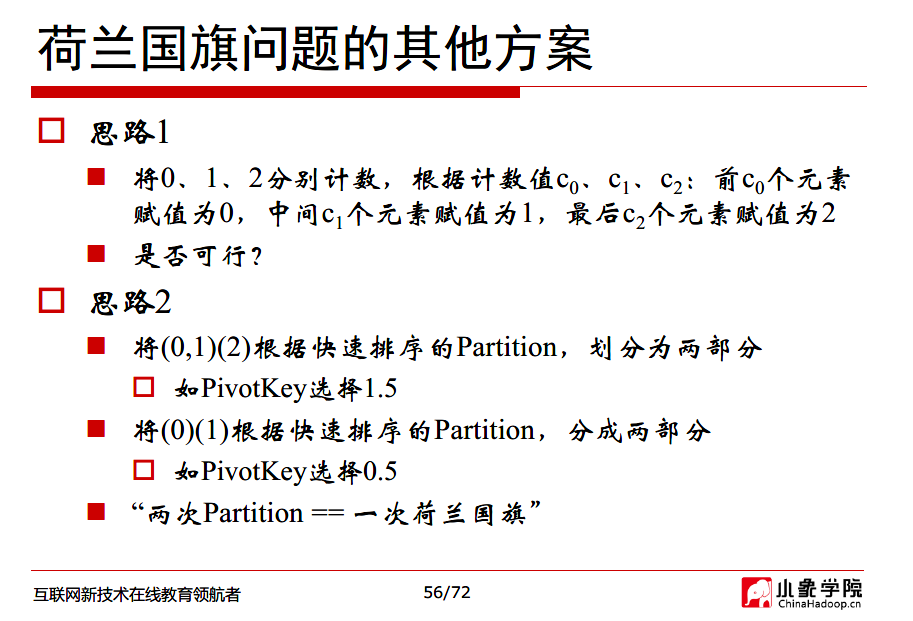 荷兰国旗问题的其他方案
思路1
将0、1、2分别计数，根据计数值c0、c1、c2：前c0个元素
赋值为0，中间c1个元素赋值为1，最后c2个元素赋值为2
是否可行？
思路2
将(0,1)(2)根据快速排序的Partition，划分为两部分
如PivotKey选择1.5
将(0)(1)根据快速排序的Partition，分成两部分
如PivotKey选择0.5
“两次Partition == 一次荷兰国旗”
互联网新技术在线教育领航者
56/72
小象学院
ChinaHadoop.cn